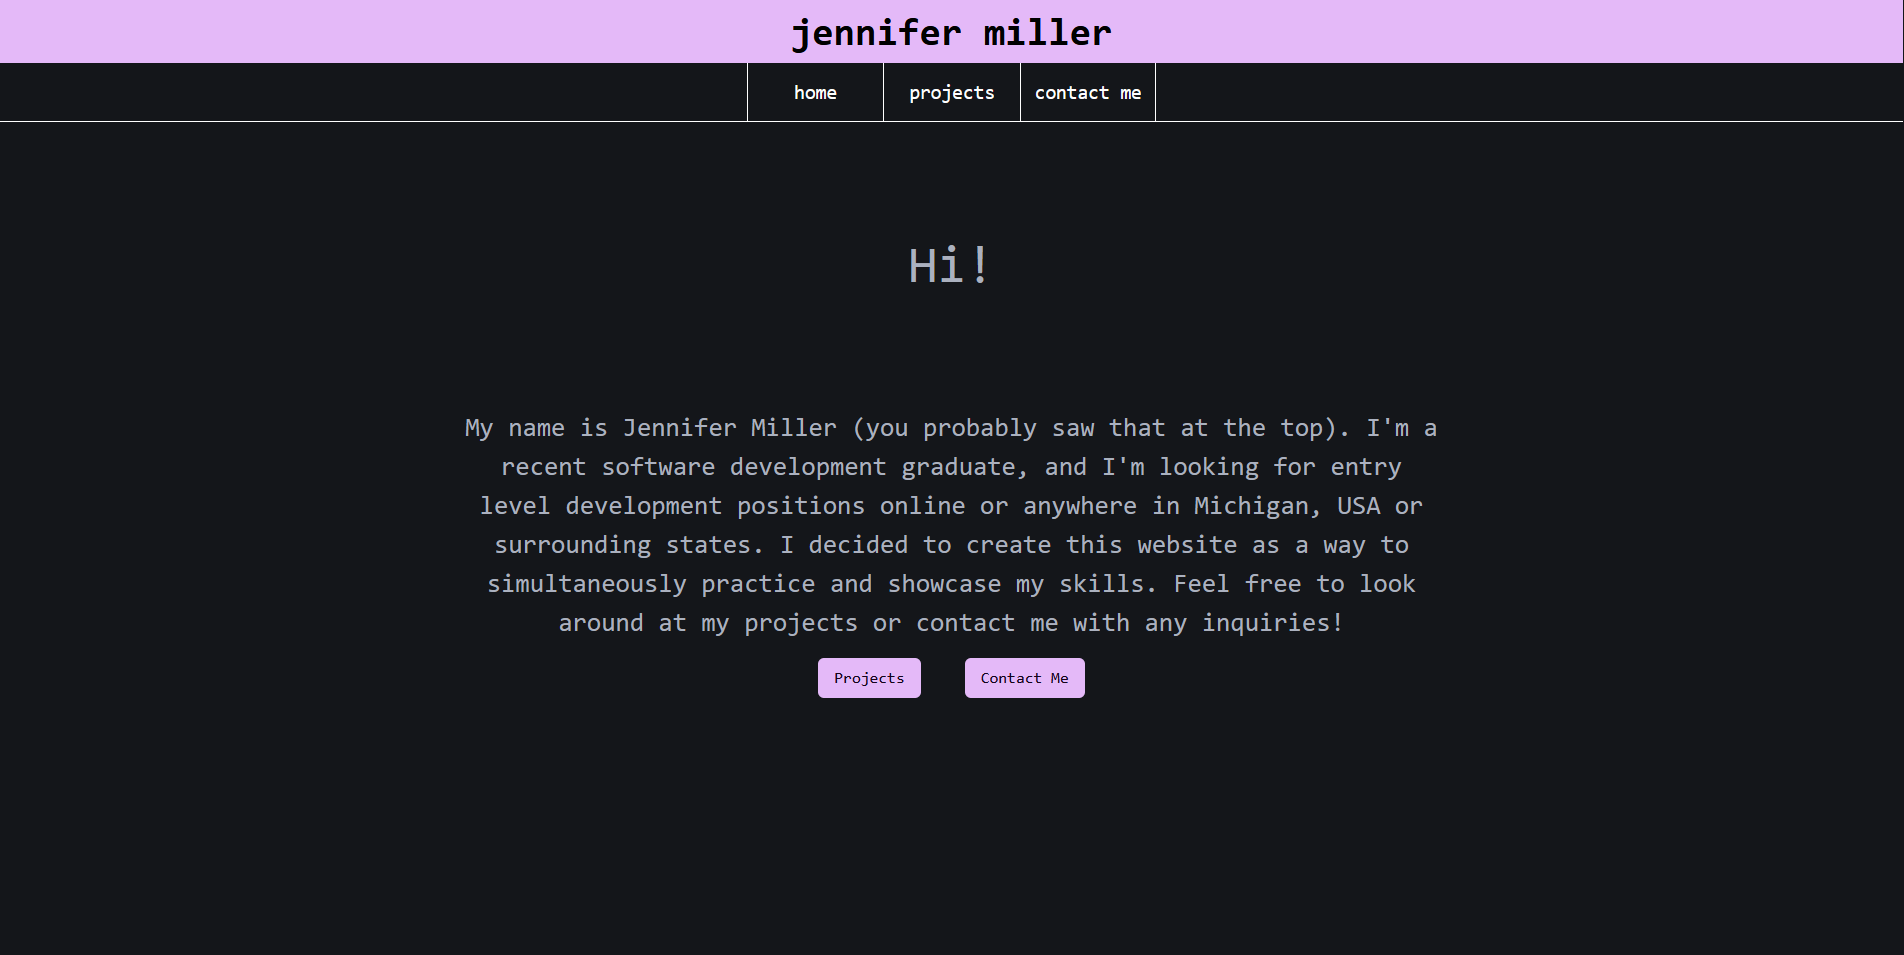 jennifer miller
home projects contact me
Hi!
My name is Jennifer Miller (you probably saw that at the top). I'm a
recent software development graduate, and I'm looking for entry
level development positions online or anywhere in Michigan, USA or
surrounding states. I decided to create this website as a way to
simultaneously practice and showcase my skills. Feel free to look
around at my projects or contact me with any inquiries!
Projects Contact Me